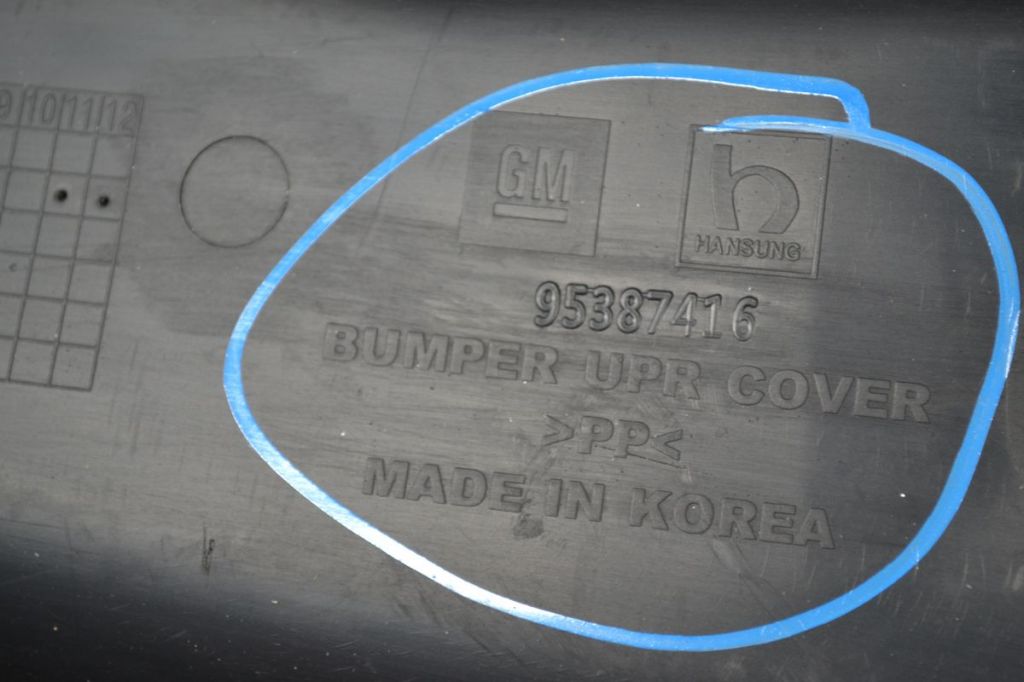 9 10 11 12
GM
h
HANSUNG
95387416
BUMPER UPR COVER
>PP<
MADE IN KOREA